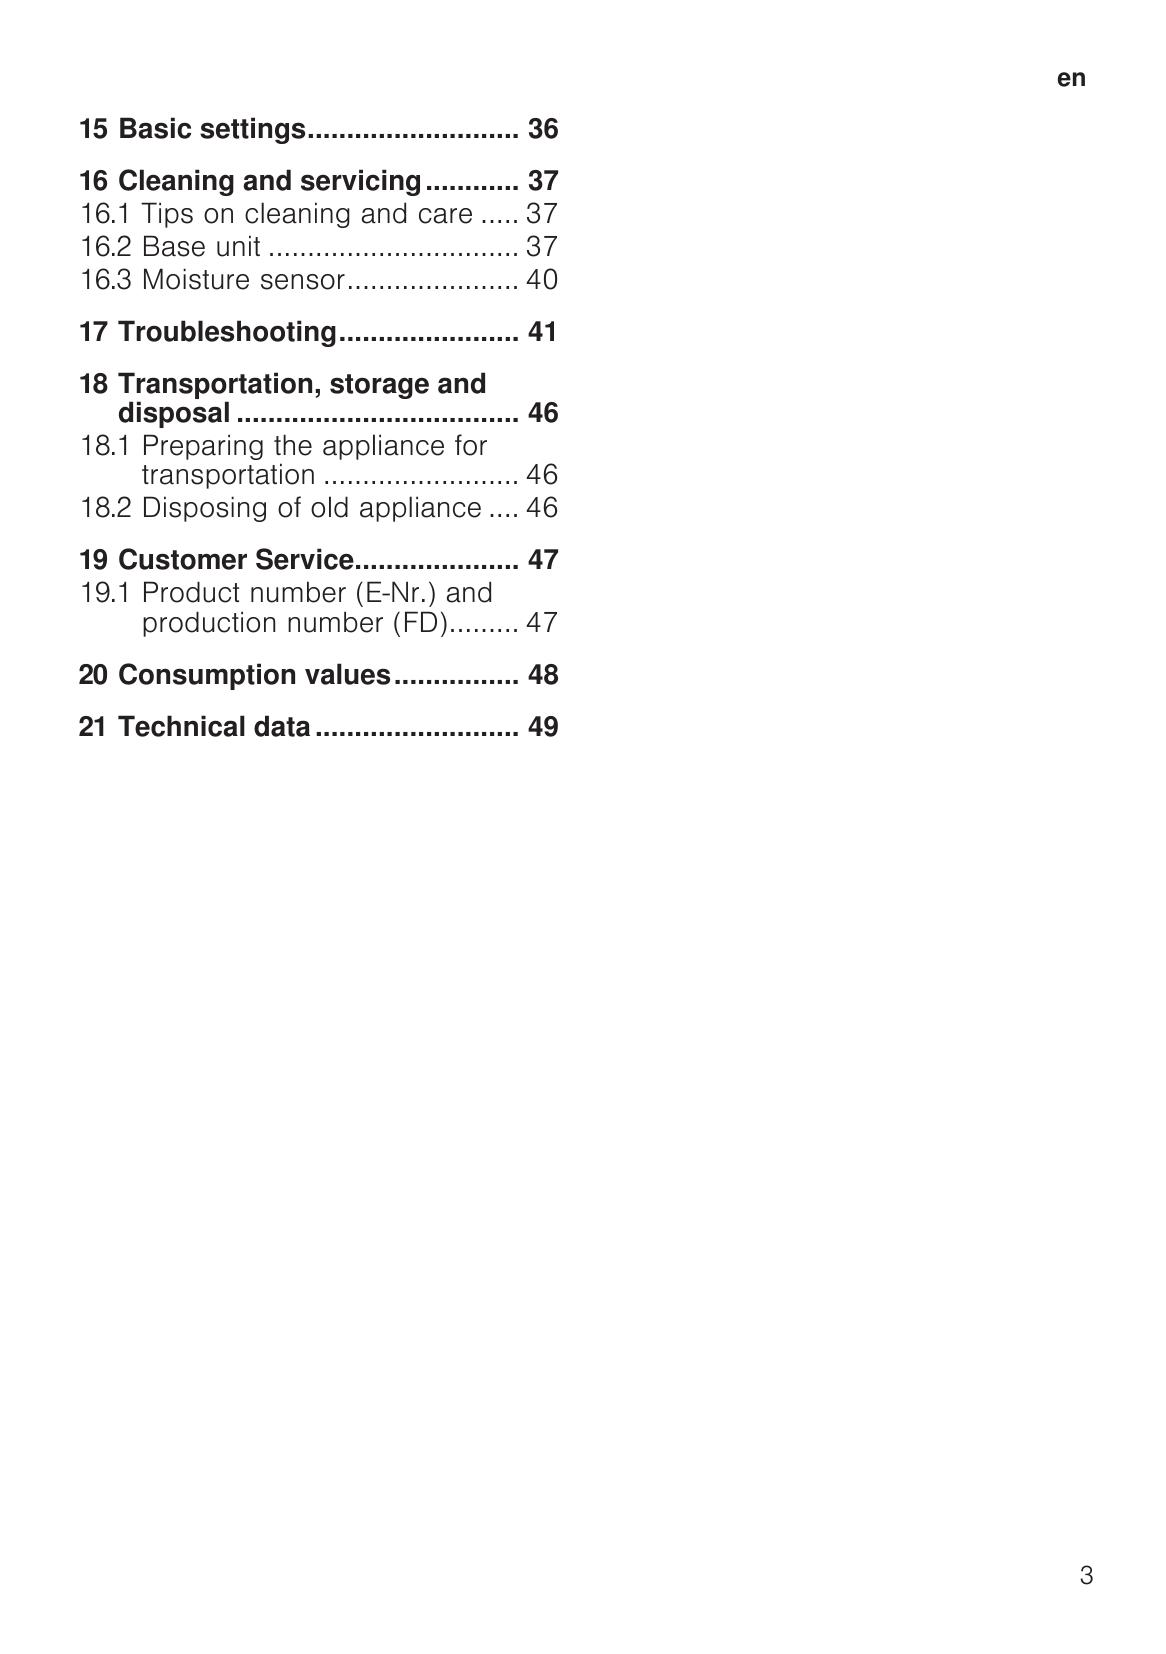 en
15 Basic settings........................... 36
16 Cleaning and servicing............ 37
16.1 Tips on cleaning and care ..... 37
16.2 Base unit ................................ 37
16.3 Moisture sensor...................... 40
17 Troubleshooting....................... 41
18 Transportation, storage and
disposal .................................... 46
18.1 Preparing the appliance for
transportation ......................... 46
18.2 Disposing of old appliance .... 46
19 Customer Service..................... 47
19.1 Product number (E-Nr.) and
production number (FD)......... 47
20 Consumption values................ 48
21 Technical data .......................... 49
3